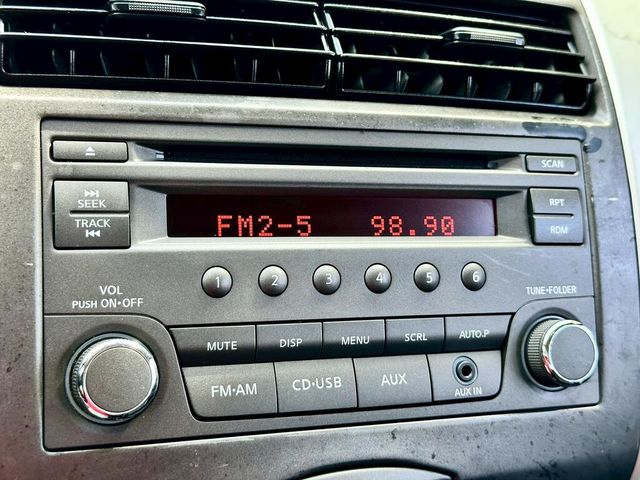 SCAN
SEEK
TRACK
RPT
RDM
FM2-5 98.90
1 2 3 4 5 6
VOL
PUSH ON•OFF
TUNE•FOLDER
MUTE DISP MENU SCRL AUTO.P
FM•AM CD•USB AUX AUX IN